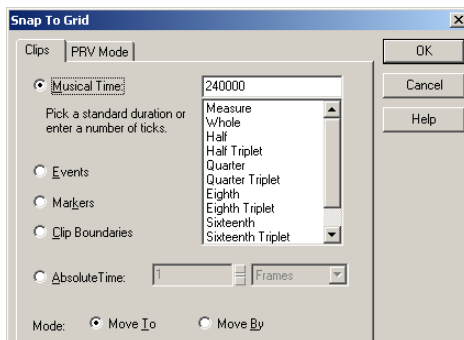 Snap To Grid
Clips PRV Mode
OK
Cancel
Help
Musical Time:
240000
Pick a standard duration or
enter a number of ticks.
Measure
Whole
Half
Half Triplet
Quarter
Quarter Triplet
Eighth
Eighth Triplet
Sixteenth
Sixteenth Triplet
Events
Markers
Clip Boundaries
AbsoluteTime: 1 Frames
Mode: Move To Move By